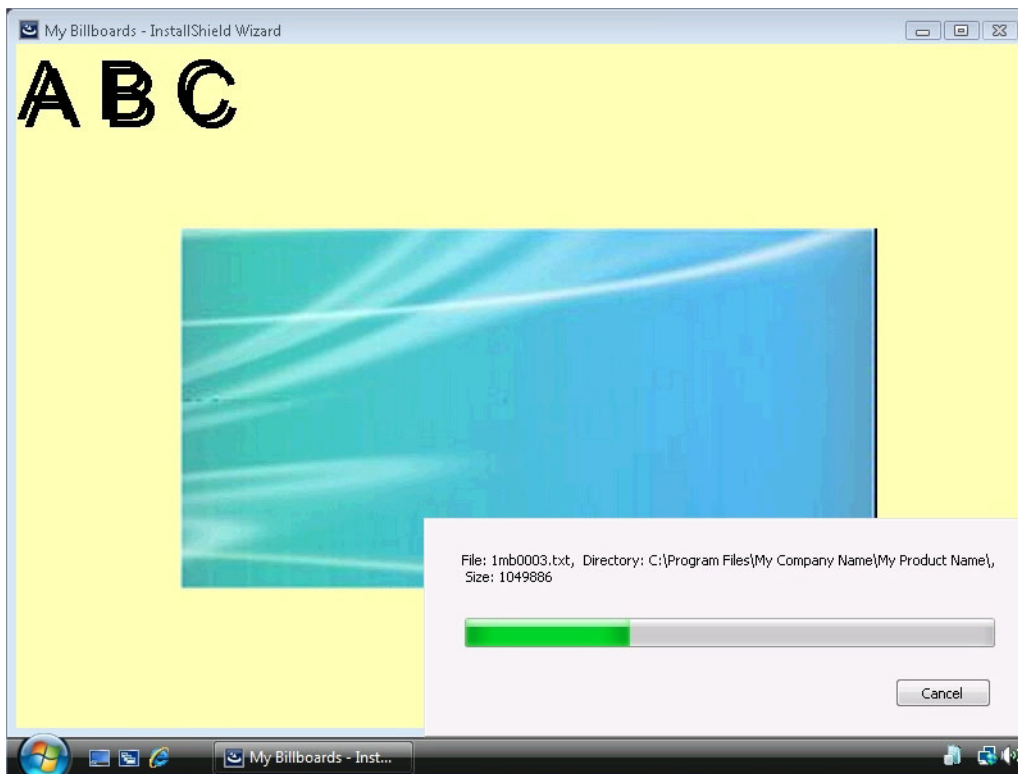 My Billboards - InstallShield Wizard
A B C
File: 1mb0003.txt, Directory: C:\Program Files\My Company Name\My Product Name\,
Size: 1049886
Cancel
My Billboards - Inst...